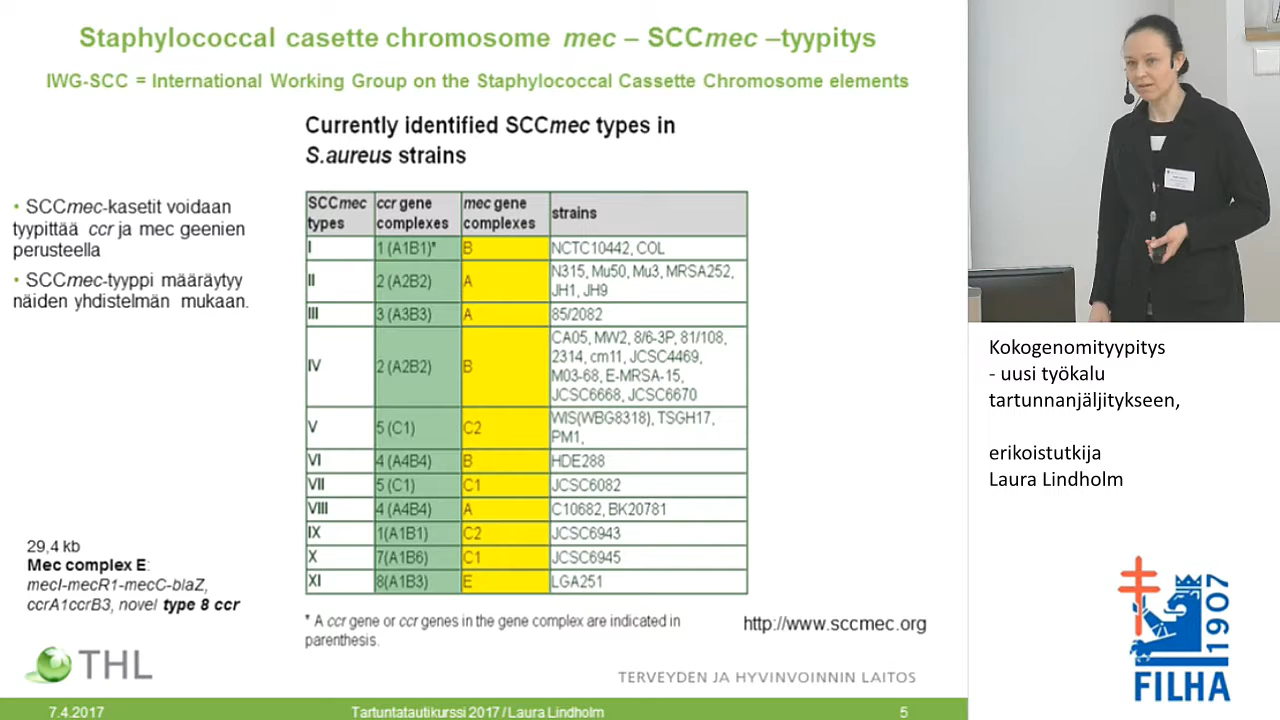 Staphylococcal casette chromosome mec – SCCmec –tyypitys
IWG-SCC = International Working Group on the Staphylococcal Cassette Chromosome elements
Currently identified SCCmec types in
S.aureus strains
• SCCmec-kasetit voidaan
tyypittää ccr ja mec geenien
perusteella
• SCCmec-tyyppi määräytyy
näiden yhdistelmän mukaan.
SCCmec types | ccr gene complexes | mec gene complexes | strains
I | 1 (A1B1)* | B | NCTC10442, COL
II | 2 (A2B2) | A | N315, Mu50, Mu3, MRSA252, JH1, JH9
III | 3 (A3B3) | A | 85/2082
IV | 2 (A2B2) | B | CA05, MW2, 8/6-3P, 81/108, 2314, cm11, JCSC4469, M03-68, E-MRSA-15, JCSC6668, JCSC6670
V | 5 (C1) | C2 | WIS(WBG8318), TSGH17, PM1,
VI | 4 (A4B4) | B | HDE288
VII | 5 (C1) | C1 | JCSC6082
VIII | 4 (A4B4) | A | C10682, BK20781
IX | 1(A1B1) | C2 | JCSC6943
X | 7(A1B6) | C1 | JCSC6945
XI | 8(A1B3) | E | LGA251
29,4 kb
Mec complex E:
mecI-mecR1-mecC-blaZ,
ccrA1ccrB3, novel type 8 ccr
* A ccr gene or ccr genes in the gene complex are indicated in
parenthesis.
http://www.sccmec.org
THL
TERVEYDEN JA HYVINVOINNIN LAITOS
7.4.2017
Tartuntatautikurssi 2017 / Laura Lindholm
5
Kokogenomityypitys
- uusi työkalu
tartunnanjäljitykseen,
erikoistutkija
Laura Lindholm
1907
FILHA